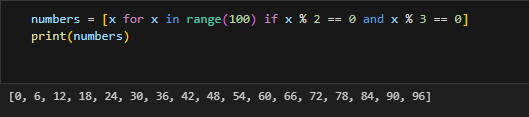 numbers = [x for x in range(100) if x % 2 == 0 and x % 3 == 0]
print(numbers)
[0, 6, 12, 18, 24, 30, 36, 42, 48, 54, 60, 66, 72, 78, 84, 90, 96]